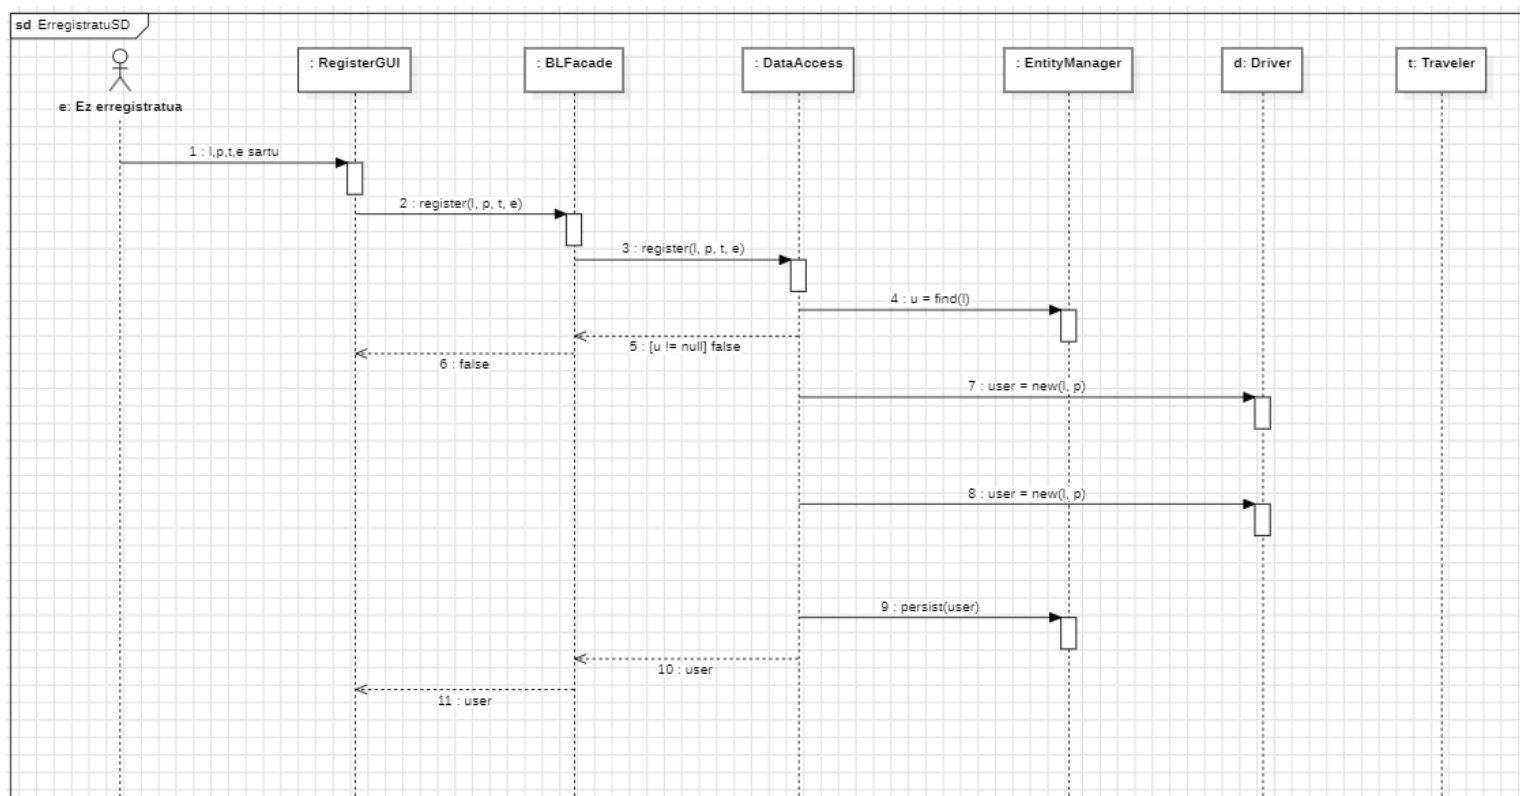 sd ErregistratuSD
e: Ez erregistratua
: RegisterGUI
: BLFacade
: DataAccess
: EntityManager
d: Driver
t: Traveler
1 : l,p,t,e sartu
2 : register(l, p, t, e)
3 : register(l, p, t, e)
4 : u = find(l)
5 : [u != null] false
6 : false
7 : user = new(l, p)
8 : user = new(l, p)
9 : persist(user)
10 : user
11 : user